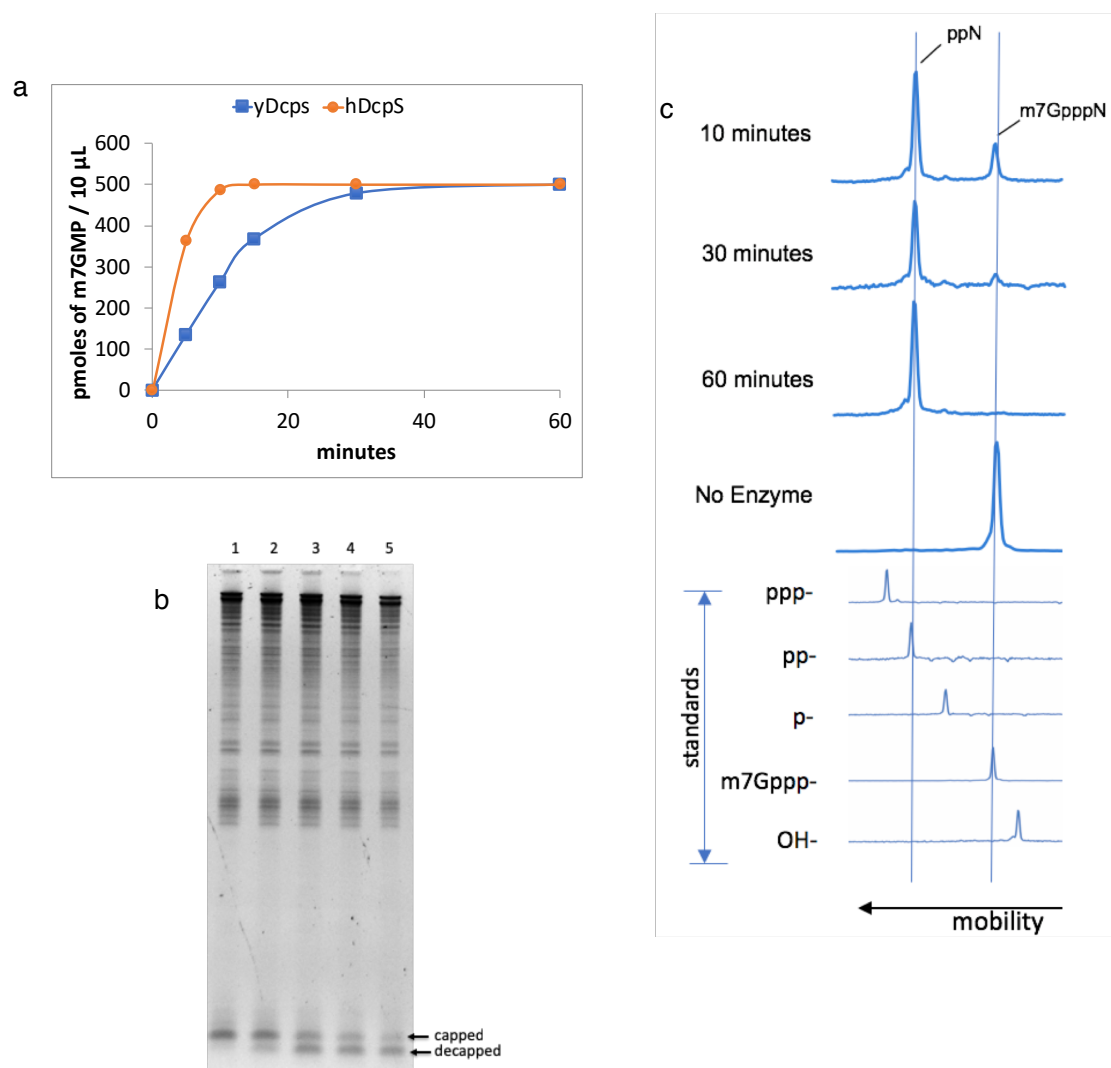 a
yDcps hDcpS
600
500
400
300
200
100
0
pmoles of m7GMP / 10 µL
0 20 40 60
minutes
b
1 2 3 4 5
capped
decapped
c
ppN
m7GpppN
10 minutes
30 minutes
60 minutes
No Enzyme
ppp-
pp-
p-
m7Gppp-
OH-
standards
mobility